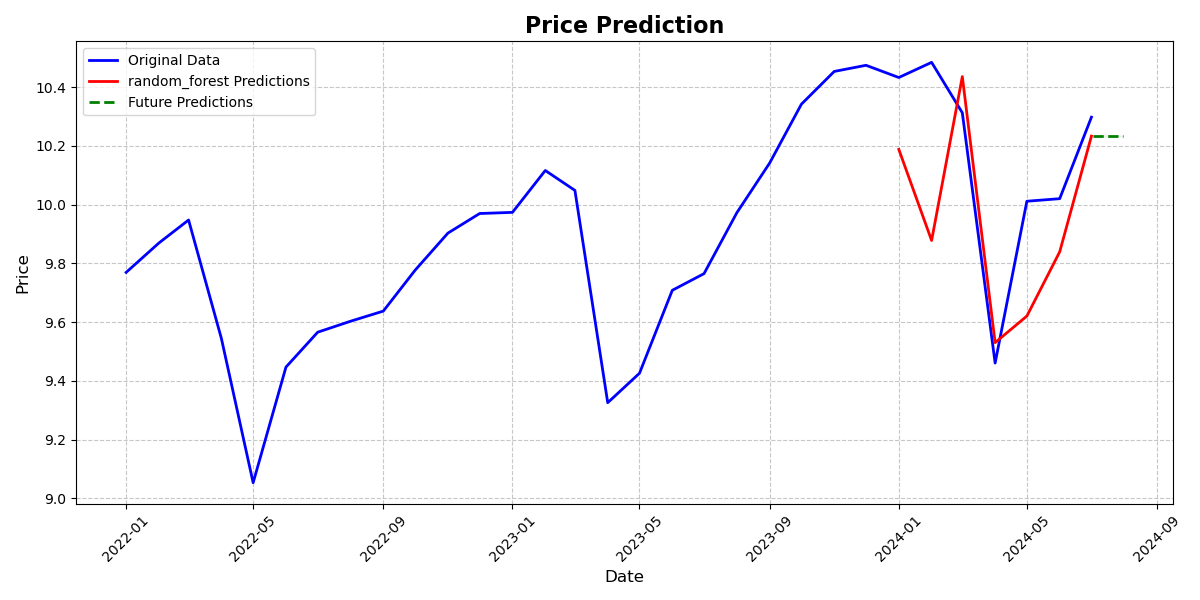 Price Prediction
Original Data
random_forest Predictions
Future Predictions
Price
10.4
10.2
10.0
9.8
9.6
9.4
9.2
9.0
2022-01
2022-05
2022-09
2023-01
2023-05
2023-09
2024-01
2024-05
2024-09
Date